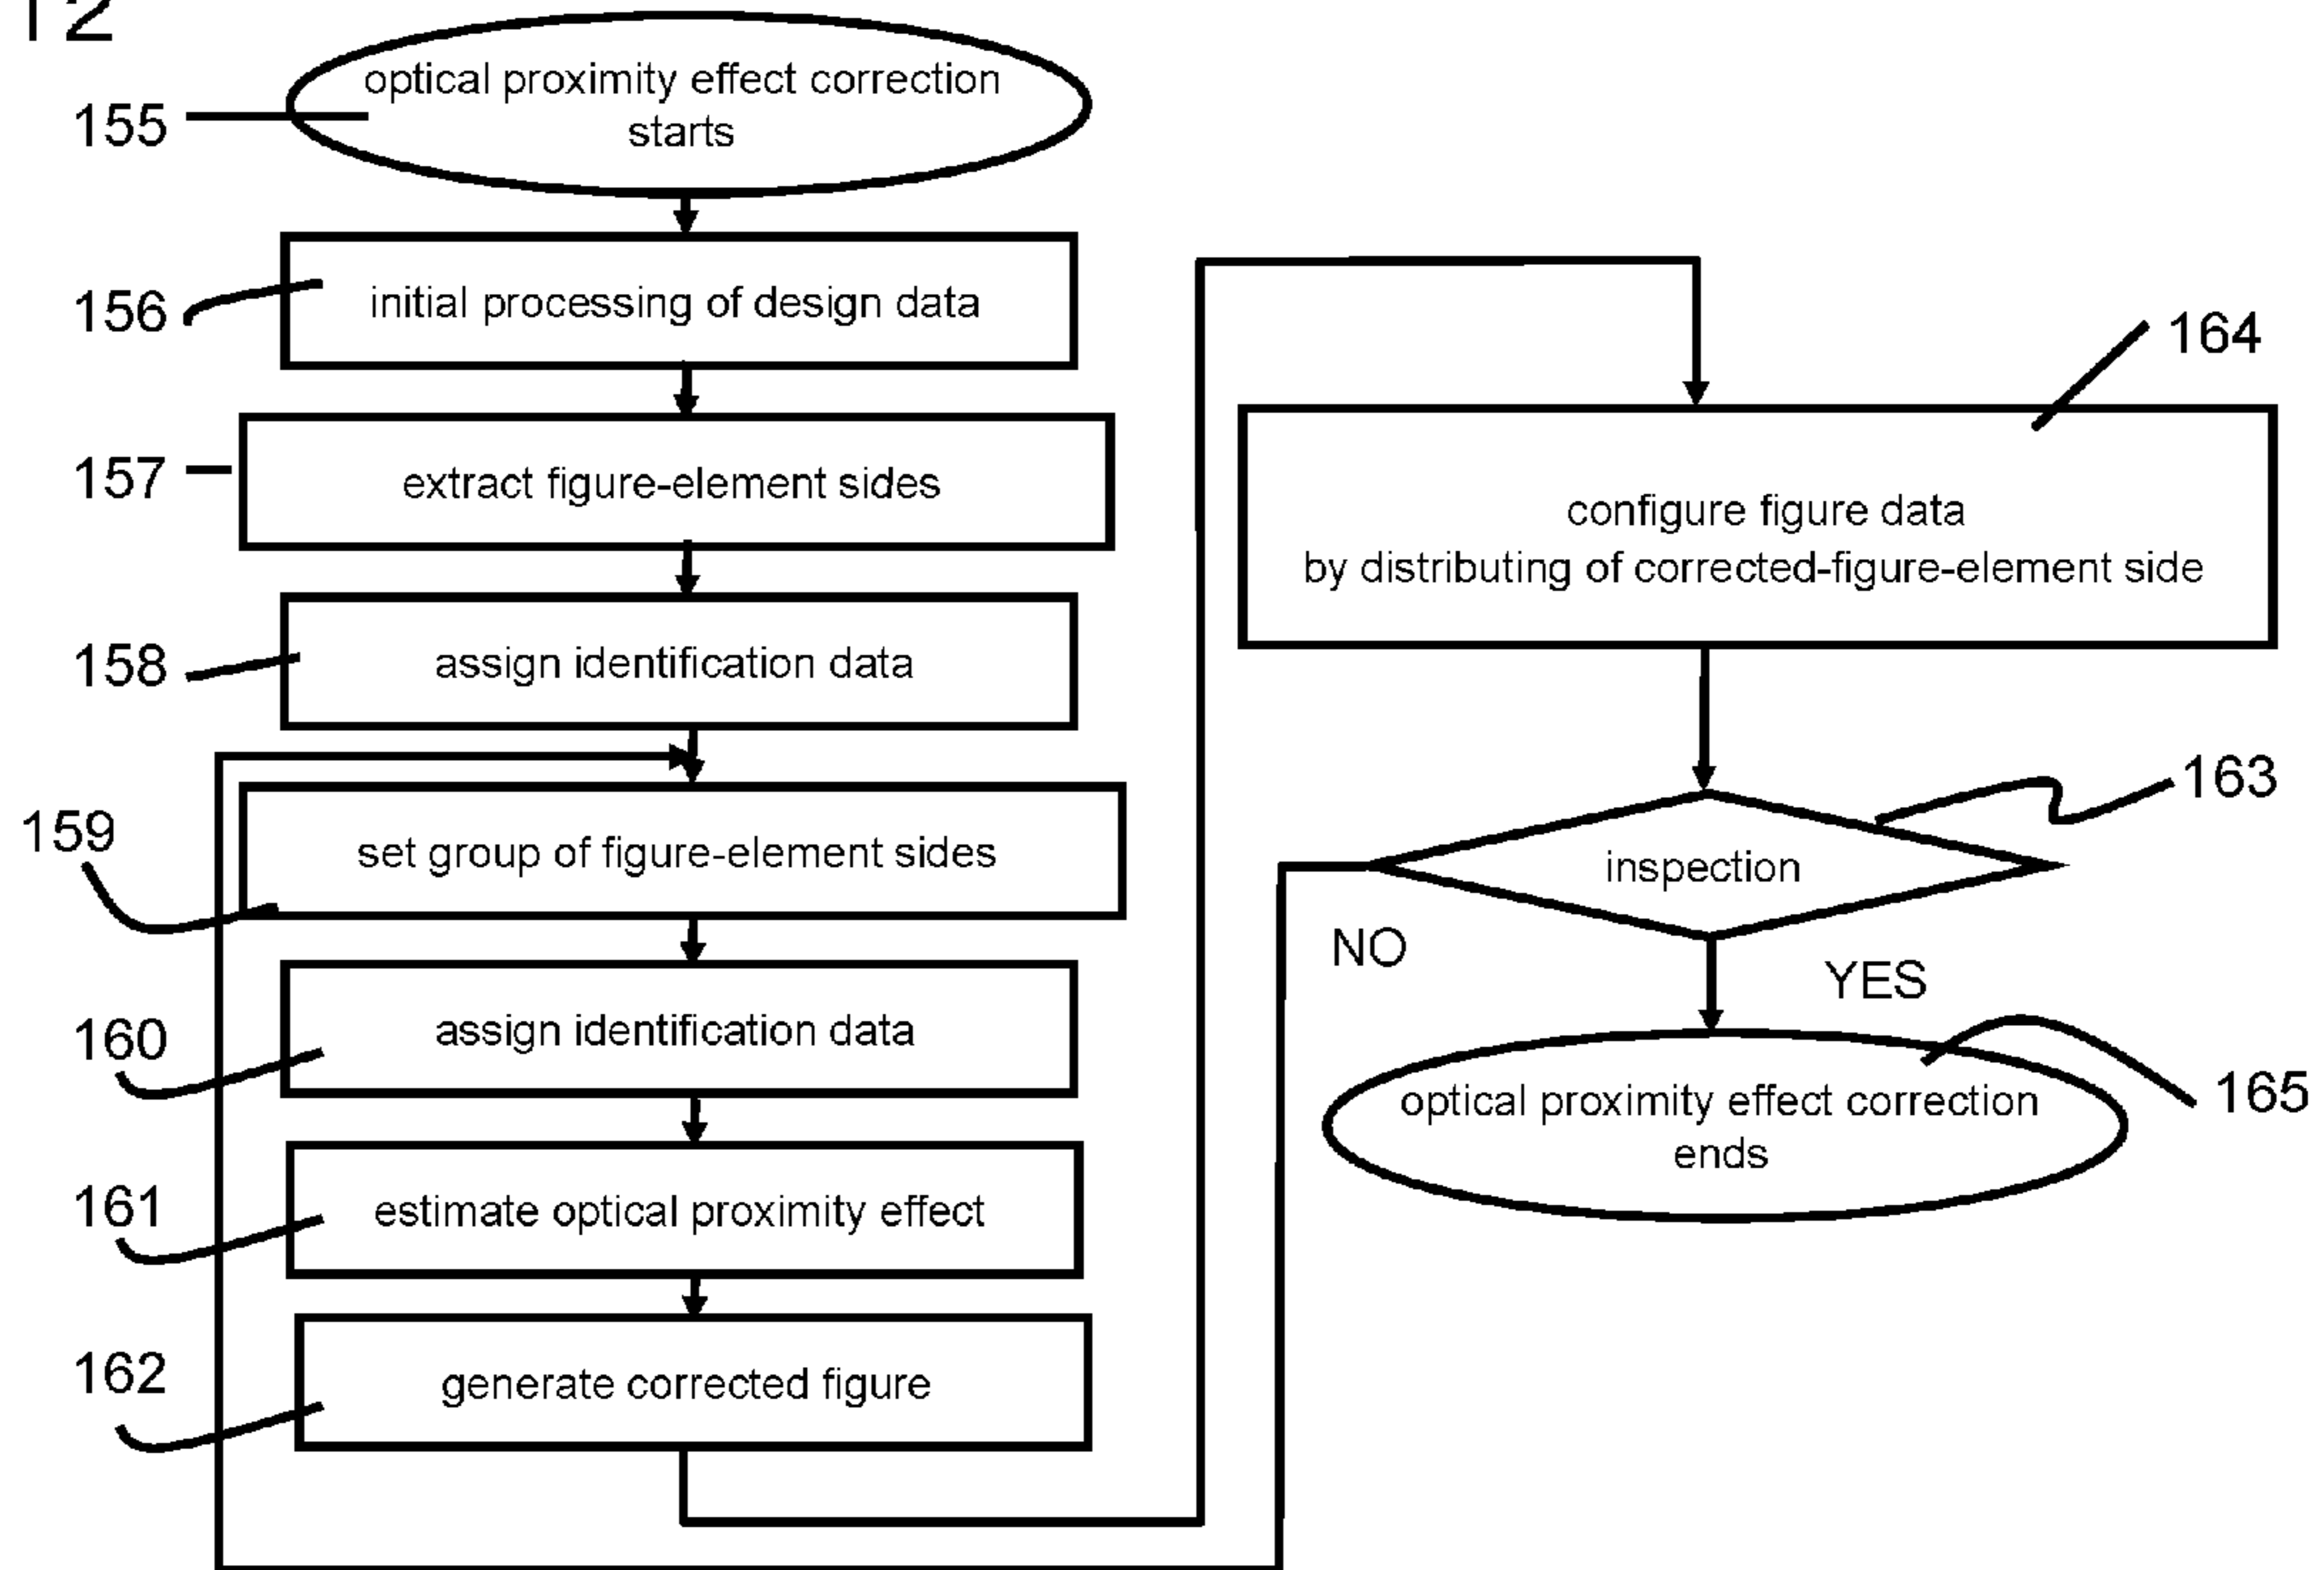 12
optical proximity effect correction
starts
155
initial processing of design data
156
extract figure-element sides
157
assign identification data
158
set group of figure-element sides
159
assign identification data
160
estimate optical proximity effect
161
generate corrected figure
162
164
configure figure data
by distributing of corrected-figure-element side
163
inspection
NO
YES
optical proximity effect correction
ends
165